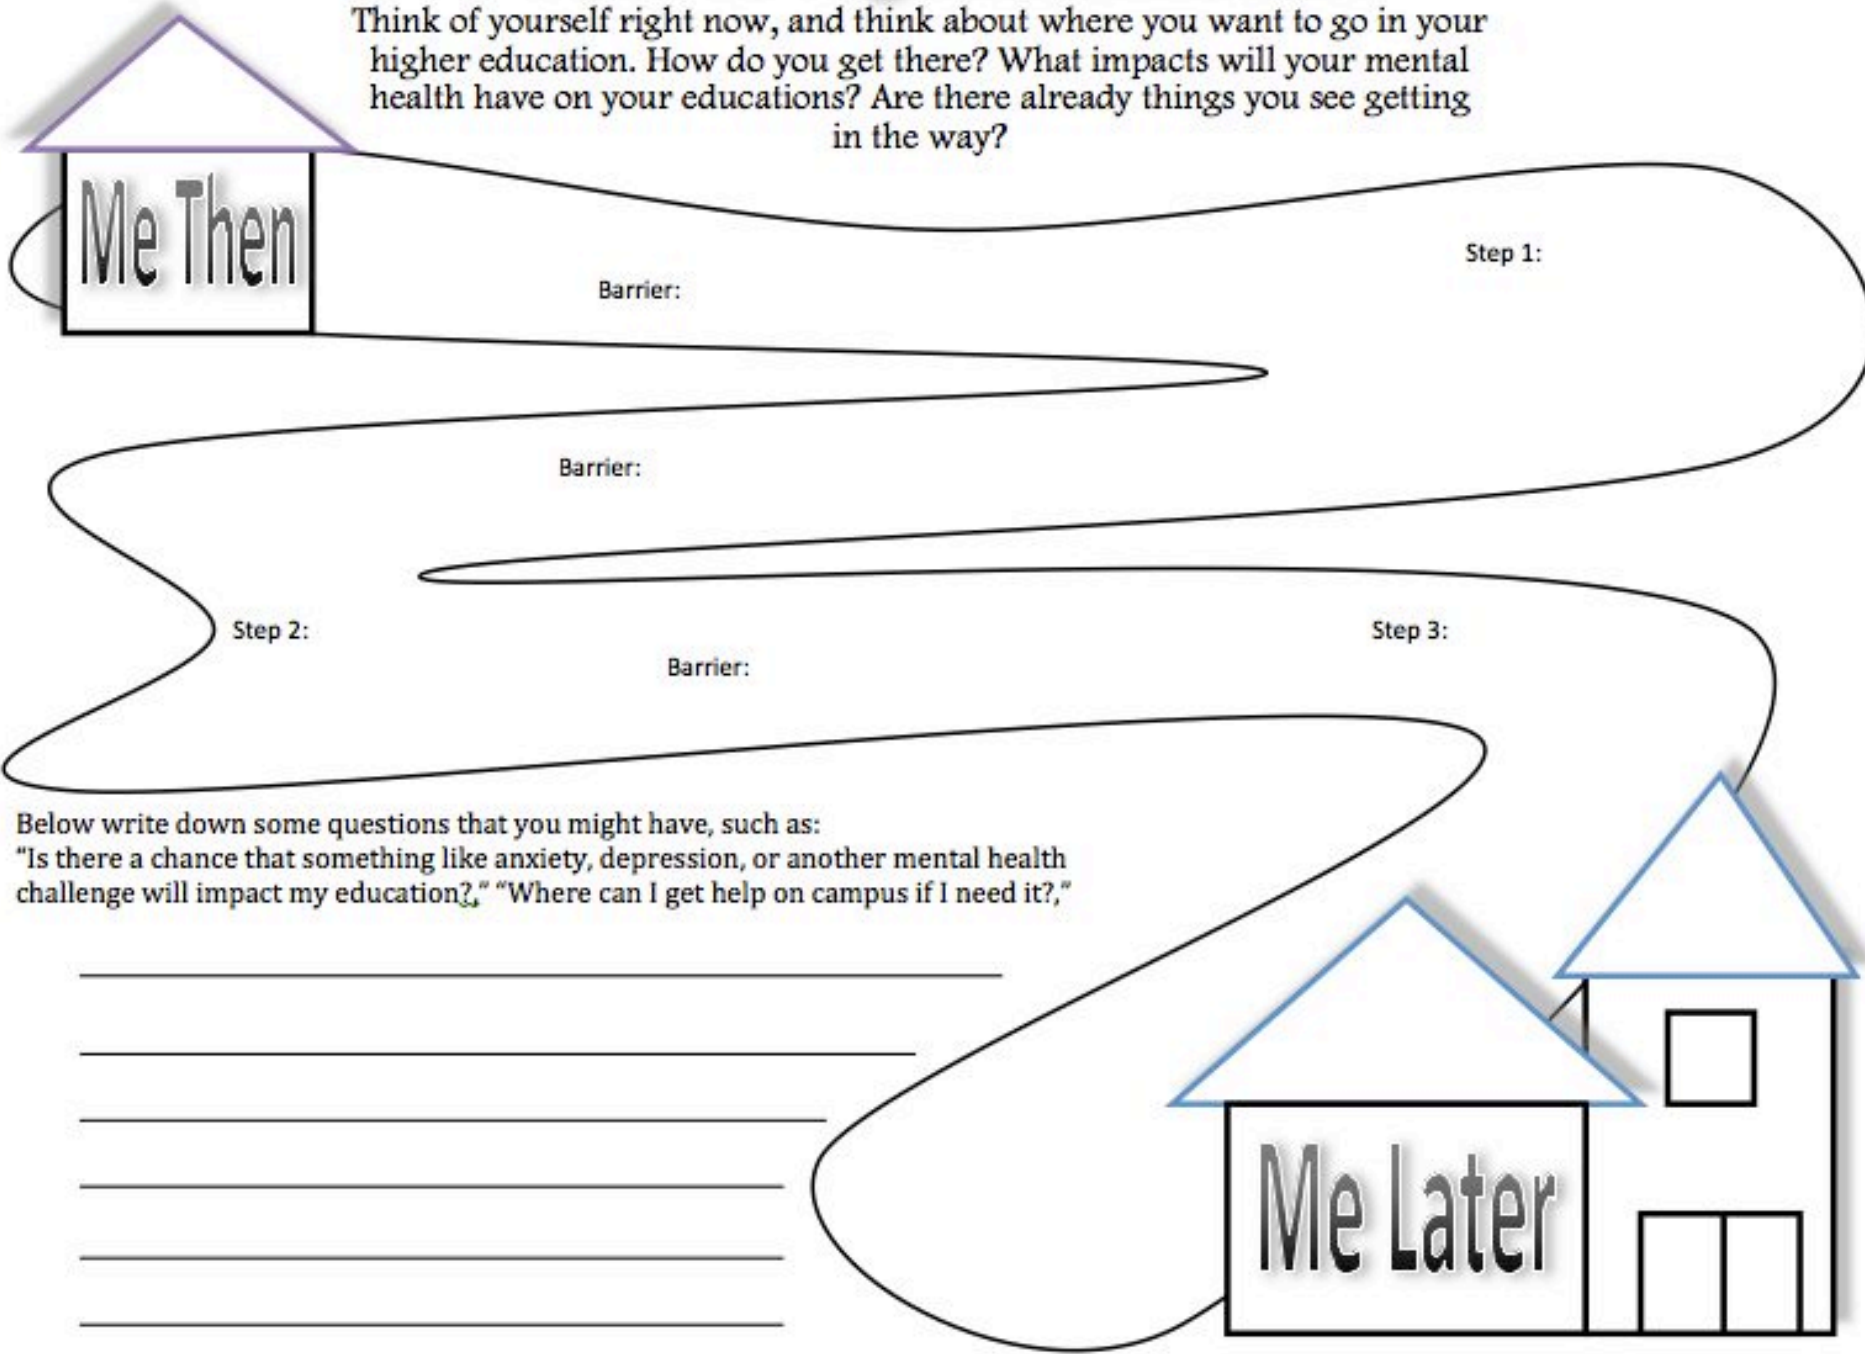 Think of yourself right now, and think about where you want to go in your
higher education. How do you get there? What impacts will your mental
health have on your educations? Are there already things you see getting
in the way?
Me Then
Step 1:
Barrier:
Barrier:
Step 2:
Step 3:
Barrier:
Below write down some questions that you might have, such as:
“Is there a chance that something like anxiety, depression, or another mental health
challenge will impact my education?,” “Where can I get help on campus if I need it?,”
Me Later